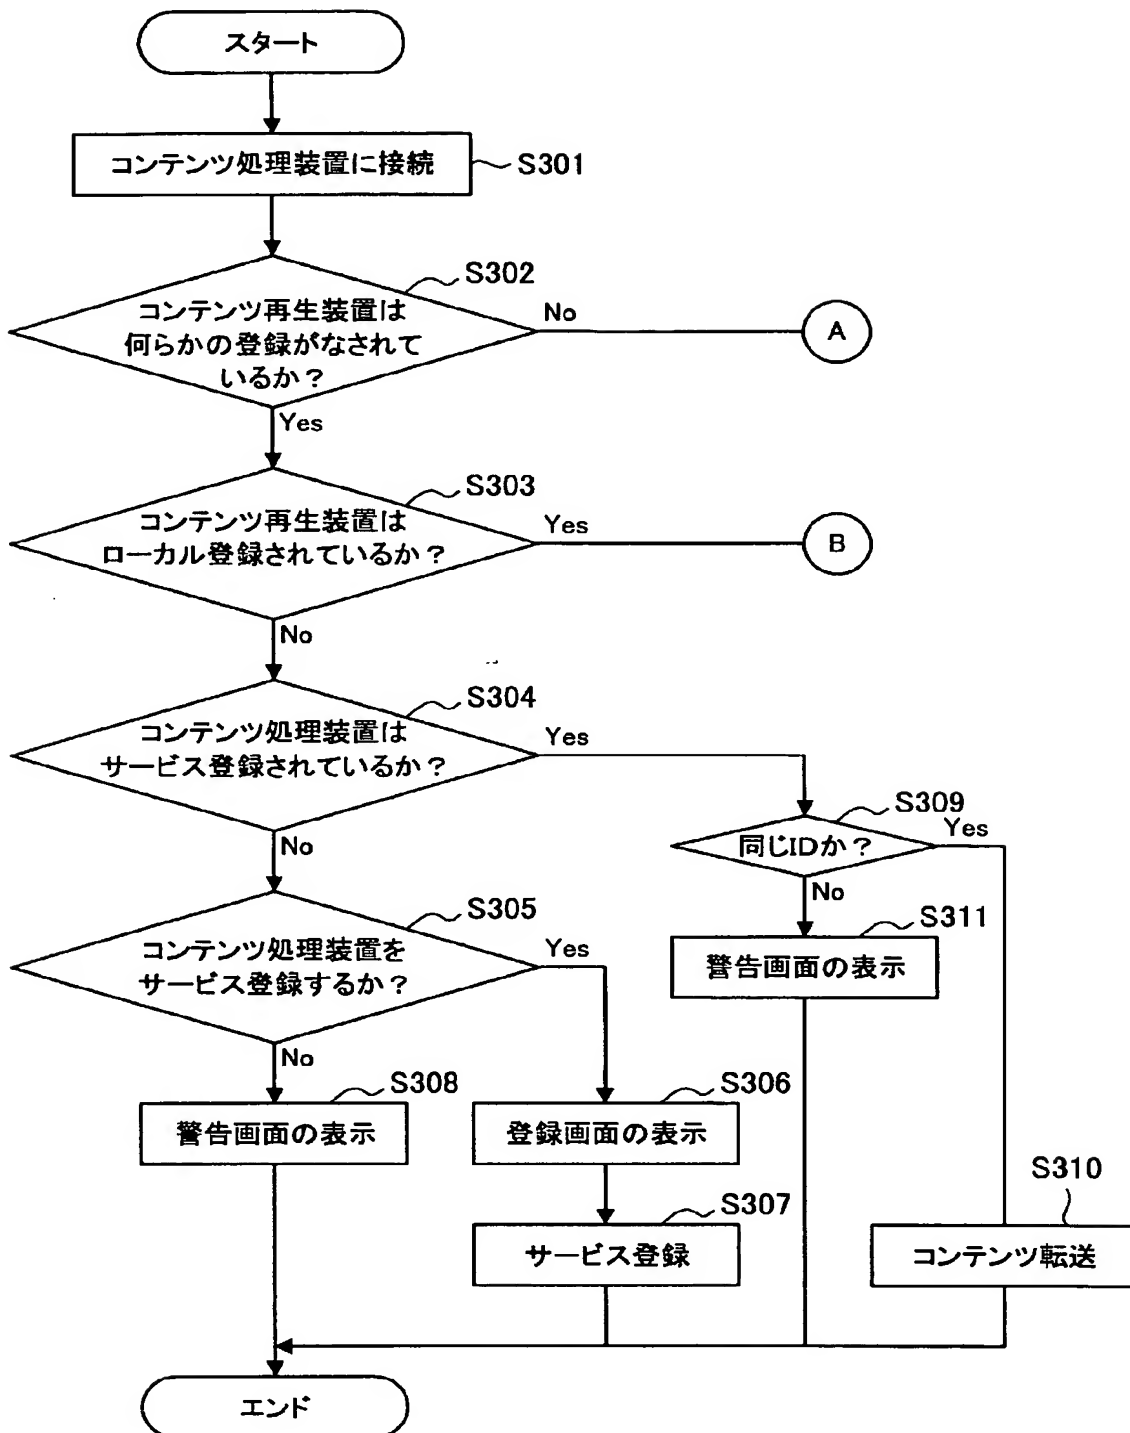 スタート
コンテンツ処理装置に接続
S301
S302
コンテンツ再生装置は
何らかの登録がなされて
いるか？
No
A
Yes
S303
コンテンツ再生装置は
ローカル登録されているか？
Yes
B
No
S304
コンテンツ処理装置は
サービス登録されているか？
Yes
No
S309
同じIDか？
Yes
No
S305
コンテンツ処理装置を
サービス登録するか？
Yes
No
S311
警告画面の表示
S308
警告画面の表示
S306
登録画面の表示
S307
サービス登録
S310
コンテンツ転送
エンド